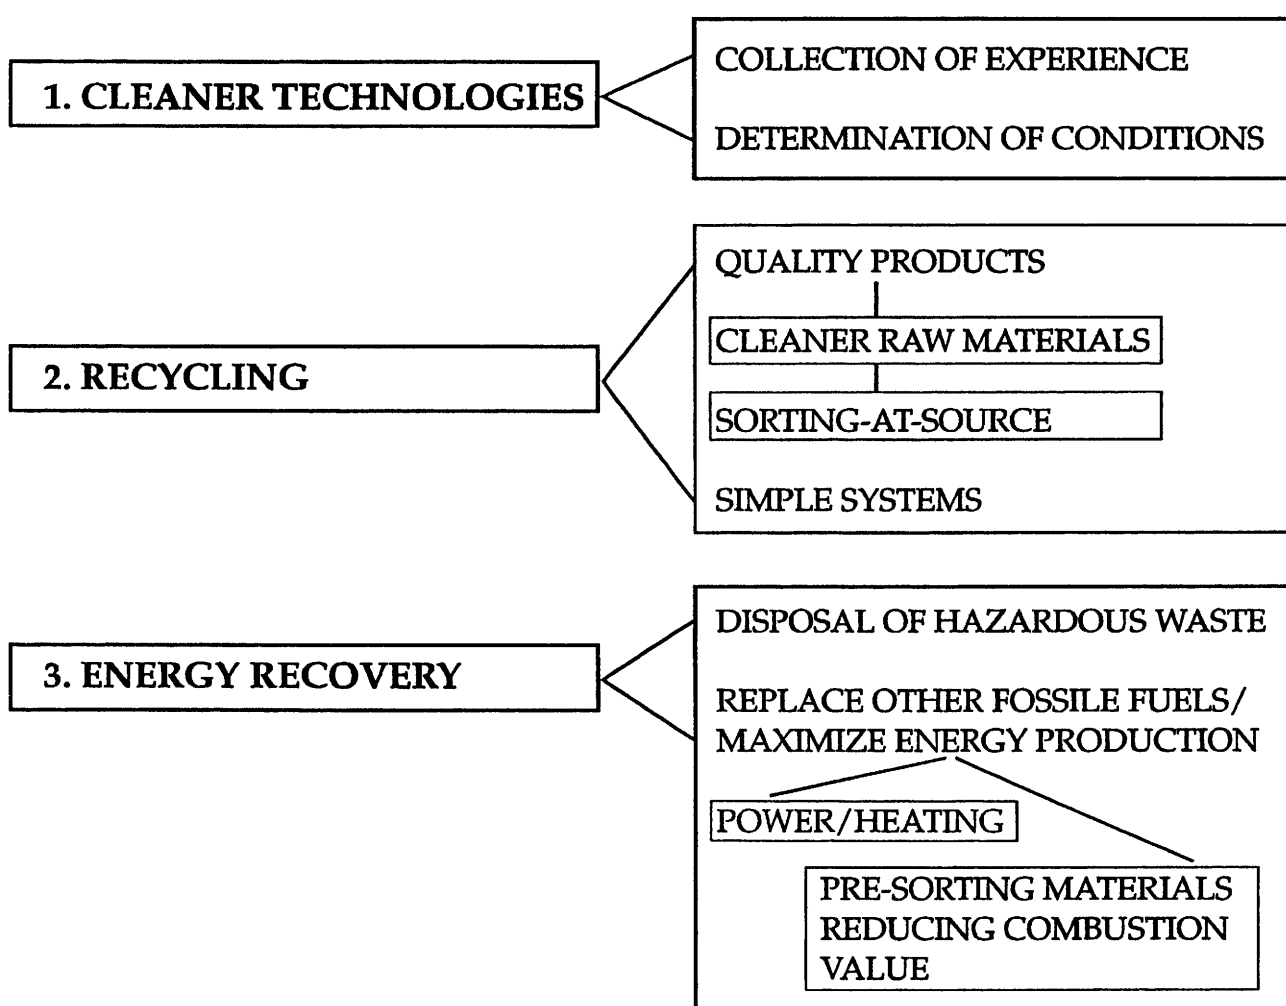 1. CLEANER TECHNOLOGIES
COLLECTION OF EXPERIENCE
DETERMINATION OF CONDITIONS
2. RECYCLING
QUALITY PRODUCTS
CLEANER RAW MATERIALS
SORTING-AT-SOURCE
SIMPLE SYSTEMS
3. ENERGY RECOVERY
DISPOSAL OF HAZARDOUS WASTE
REPLACE OTHER FOSSILE FUELS/
MAXIMIZE ENERGY PRODUCTION
POWER/HEATING
PRE-SORTING MATERIALS
REDUCING COMBUSTION
VALUE